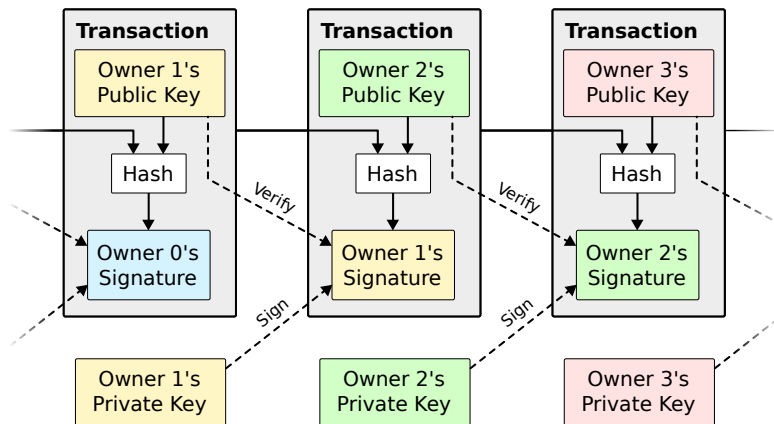 Transaction
Owner 1's
Public Key
Hash
Owner 0's
Signature
Transaction
Owner 2's
Public Key
Hash
Verify
Owner 1's
Signature
Sign
Transaction
Owner 3's
Public Key
Hash
Verify
Owner 2's
Signature
Sign
Owner 1's
Private Key
Owner 2's
Private Key
Owner 3's
Private Key